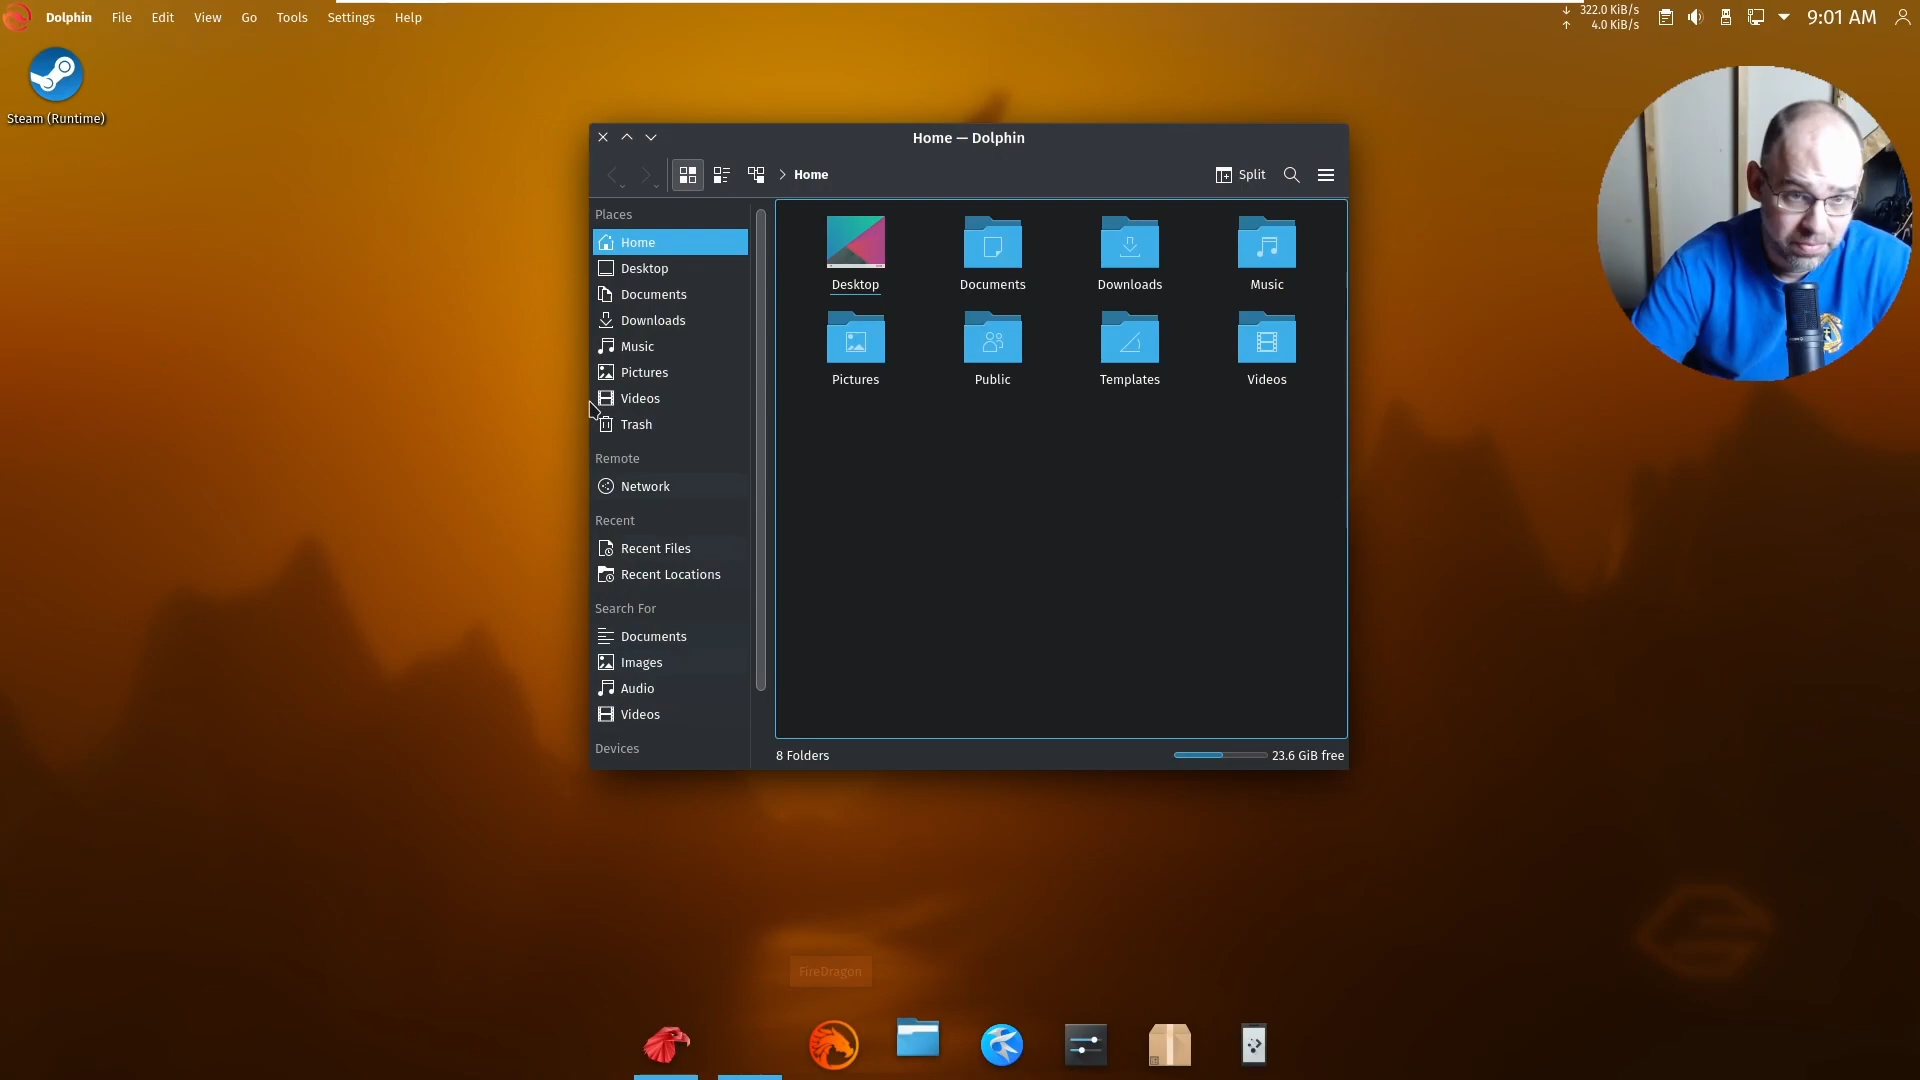 Dolphin File Edit View Go Tools Settings Help
322.0 KiB/s
4.0 KiB/s
9:01 AM
Steam (Runtime)
Home — Dolphin
Home
Split
Places
Home
Desktop
Documents
Downloads
Music
Pictures
Videos
Trash
Remote
Network
Recent
Recent Files
Recent Locations
Search For
Documents
Images
Audio
Videos
Devices
Desktop Documents Downloads Music
Pictures Public Templates Videos
8 Folders
23.6 GiB free
FireDragon